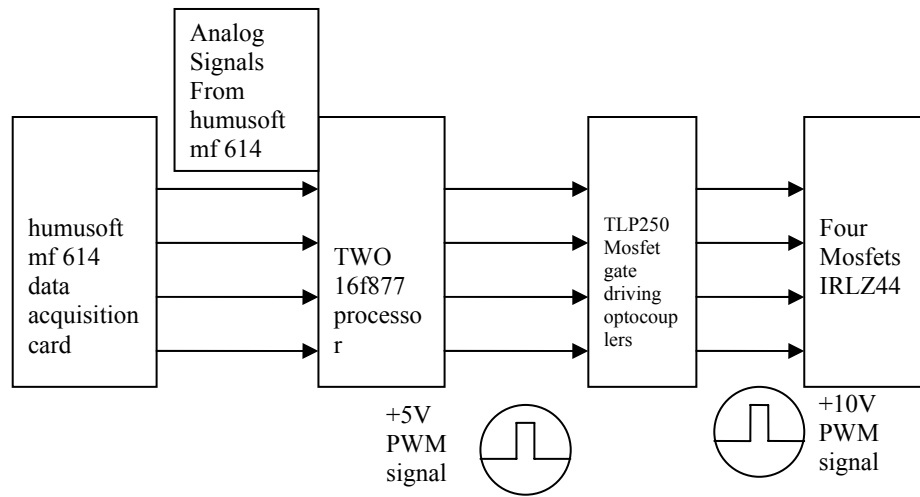 Analog
Signals
From
humusoft
mf 614
humusoft
mf 614
data
acquisition
card
TWO
16f877
processo
r
TLP250
Mosfet
gate
driving
optocoup
lers
Four
Mosfets
IRLZ44
+5V
PWM
signal
+10V
PWM
signal